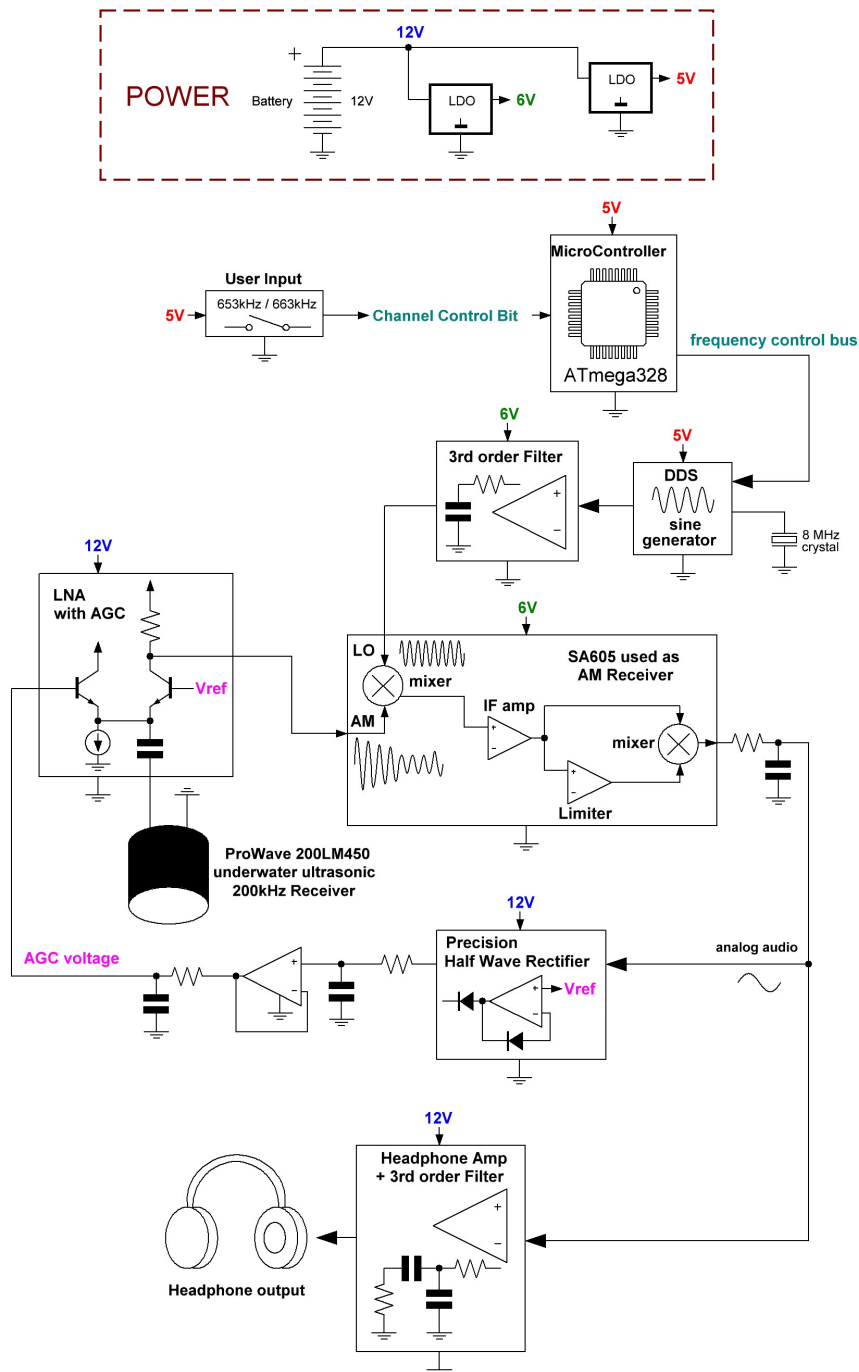 12V
POWER
+
Battery
12V
LDO
6V
LDO
5V
5V
MicroController
ATmega328
User Input
653kHz / 663kHz
5V
Channel Control Bit
frequency control bus
6V
3rd order Filter
+
−
5V
DDS
sine
generator
8 MHz
crystal
12V
LNA
with AGC
Vref
6V
LO
mixer
AM
SA605 used as
AM Receiver
IF amp
+
−
mixer
+
−
Limiter
ProWave 200LM450
underwater ultrasonic
200kHz Receiver
12V
Precision
Half Wave Rectifier
+
−
Vref
analog audio
AGC voltage
+
−
12V
Headphone Amp
+ 3rd order Filter
+
−
Headphone output